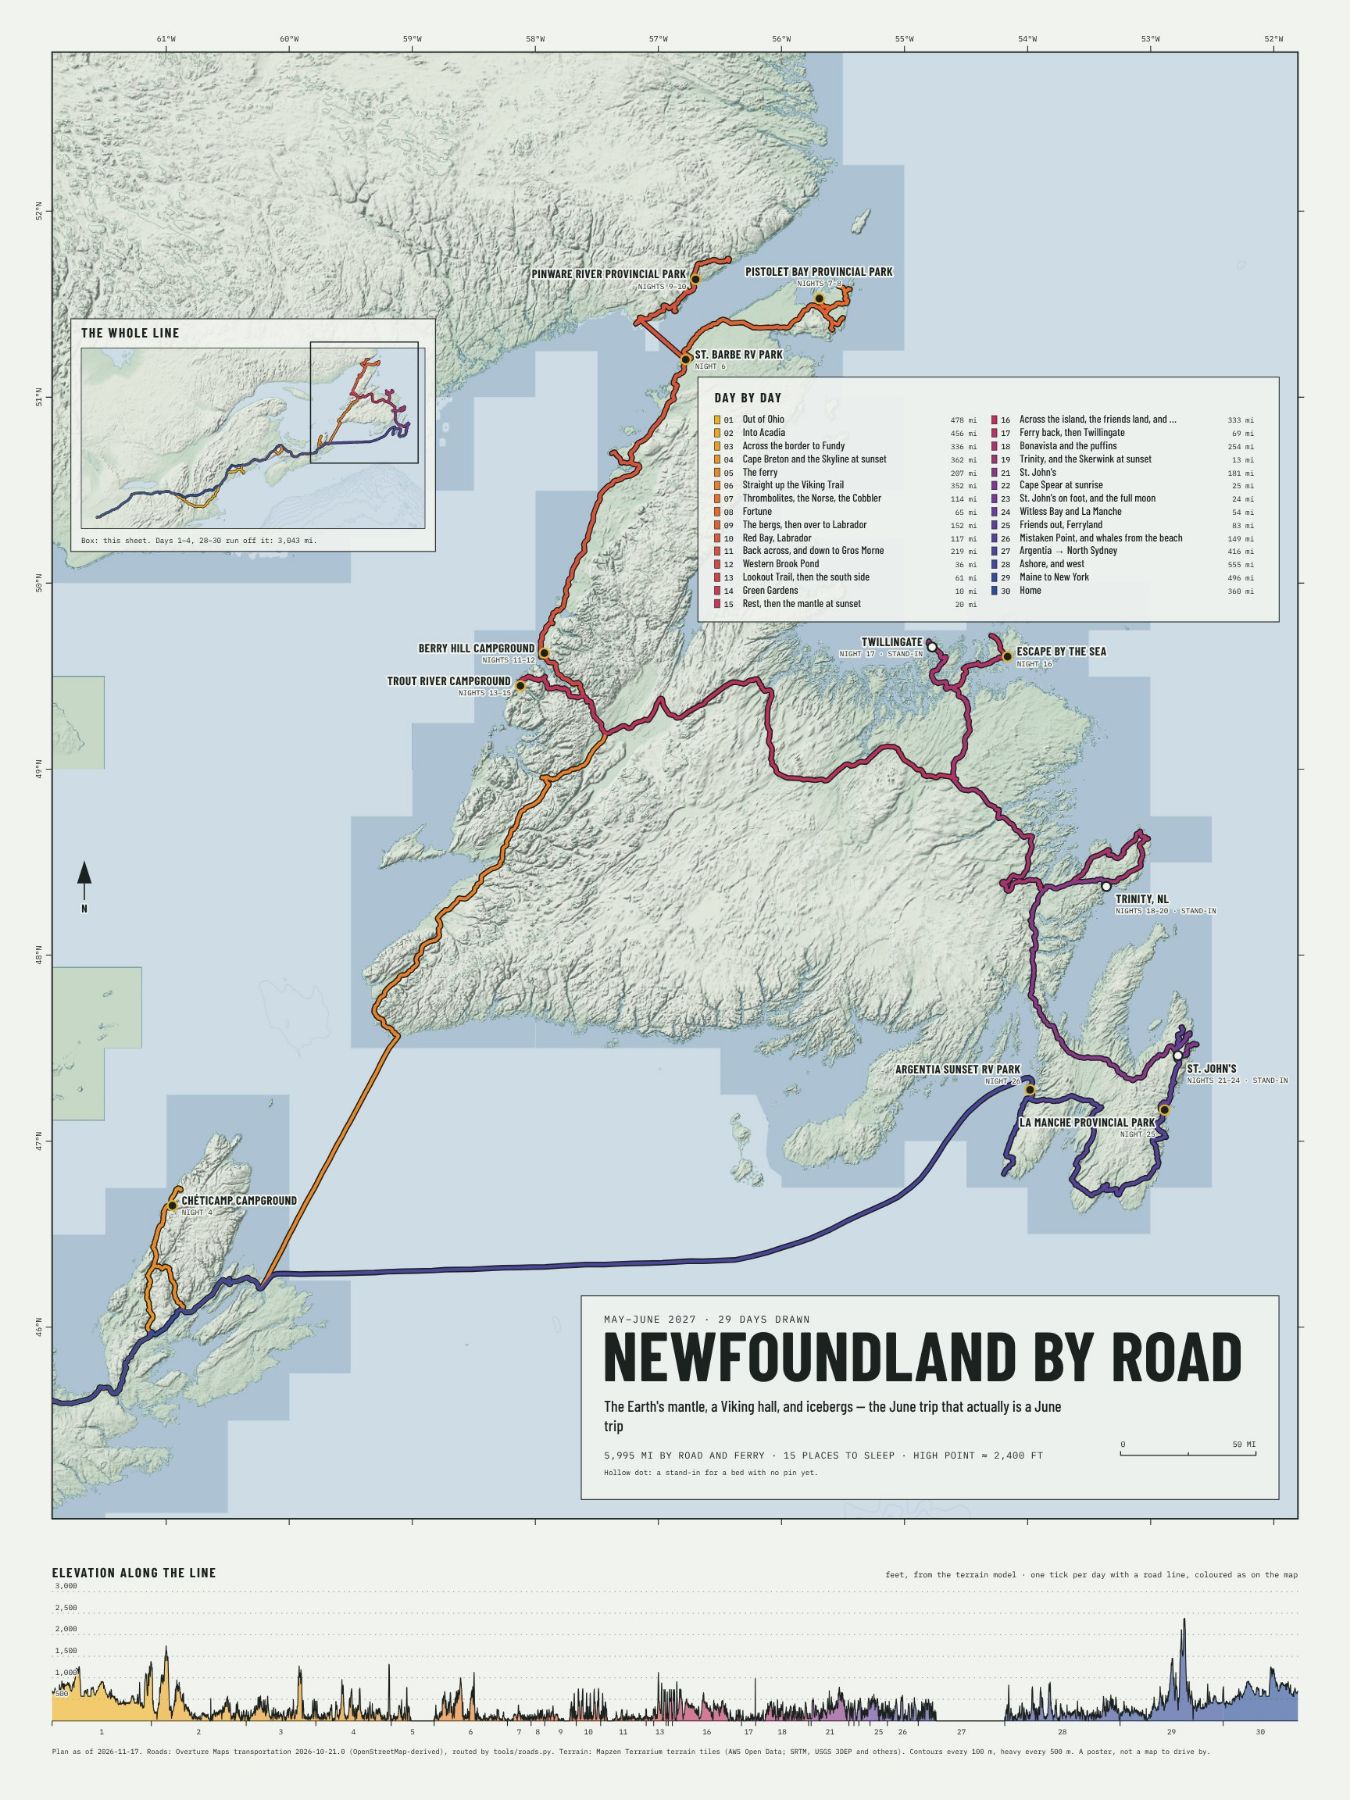 61°W 60°W 59°W 58°W 57°W 56°W 55°W 54°W 53°W 52°W
52°N
51°N
50°N
49°N
48°N
47°N
46°N
PINWARE RIVER PROVINCIAL PARK
NIGHTS 9–10
PISTOLET BAY PROVINCIAL PARK
NIGHTS 7–8
ST. BARBE RV PARK
NIGHT 6
THE WHOLE LINE
Box: this sheet. Days 1–4, 28–30 run off it: 3,043 mi.
DAY BY DAY
01 Out of Ohio 478 mi
02 Into Acadia 456 mi
03 Across the border to Fundy 336 mi
04 Cape Breton and the Skyline at sunset 362 mi
05 The ferry 207 mi
06 Straight up the Viking Trail 352 mi
07 Thrombolites, the Norse, the Cobbler 114 mi
08 Fortune 65 mi
09 The bergs, then over to Labrador 152 mi
10 Red Bay, Labrador 117 mi
11 Back across, and down to Gros Morne 219 mi
12 Western Brook Pond 36 mi
13 Lookout Trail, then the south side 61 mi
14 Green Gardens 10 mi
15 Rest, then the mantle at sunset 20 mi
16 Across the island, the friends land, and … 333 mi
17 Ferry back, then Twillingate 69 mi
18 Bonavista and the puffins 254 mi
19 Trinity, and the Skerwink at sunset 13 mi
21 St. John's 181 mi
22 Cape Spear at sunrise 25 mi
23 St. John's on foot, and the full moon 24 mi
24 Witless Bay and La Manche 54 mi
25 Friends out, Ferryland 83 mi
26 Mistaken Point, and whales from the beach 149 mi
27 Argentia → North Sydney 416 mi
28 Ashore, and west 555 mi
29 Maine to New York 496 mi
30 Home 360 mi
BERRY HILL CAMPGROUND
NIGHTS 11–12
TROUT RIVER CAMPGROUND
NIGHTS 13–15
TWILLINGATE
NIGHT 17 · STAND-IN
ESCAPE BY THE SEA
NIGHT 16
N
TRINITY, NL
NIGHTS 18–20 · STAND-IN
ARGENTIA SUNSET RV PARK
NIGHT 26
ST. JOHN'S
NIGHTS 21–24 · STAND-IN
LA MANCHE PROVINCIAL PARK
NIGHT 25
CHÉTICAMP CAMPGROUND
NIGHT 4
MAY–JUNE 2027 · 29 DAYS DRAWN
NEWFOUNDLAND BY ROAD
The Earth's mantle, a Viking hall, and icebergs — the June trip that actually is a June
trip
5,995 MI BY ROAD AND FERRY · 15 PLACES TO SLEEP · HIGH POINT ≈ 2,400 FT
Hollow dot: a stand-in for a bed with no pin yet.
0 50 MI
ELEVATION ALONG THE LINE
feet, from the terrain model · one tick per day with a road line, coloured as on the map
3,000
2,500
2,000
1,500
1,000
500
1 2 3 4 5 6 7 8 9 10 11 13 16 17 18 21 25 26 27 28 29 30
Plan as of 2026-11-17. Roads: Overture Maps transportation 2026-10-21.0 (OpenStreetMap-derived), routed by tools/roads.py. Terrain: Mapzen Terrarium terrain tiles (AWS Open Data; SRTM, USGS 3DEP and others). Contours every 100 m, heavy every 500 m. A poster, not a map to drive by.